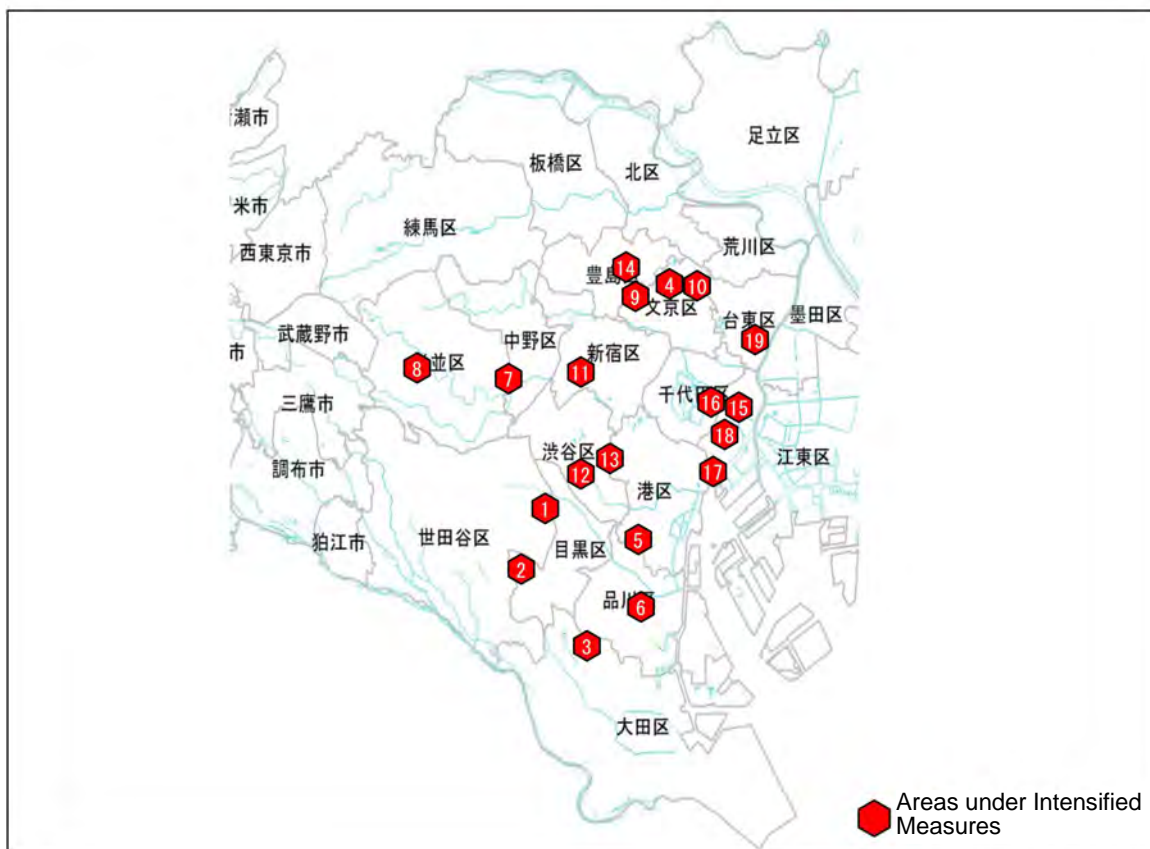 足立区
瀬市
板橋区
北区
米市
練馬区
荒川区
西東京市
14
豊島
4
10
9
文京区
台東区
墨田区
武蔵野市
中野区
19
市
新宿区
8
並区
7
11
三鷹市
千代田区
16
15
18
渋谷区
13
江東区
調布市
12
17
港区
1
狛江市
世田谷区
目黒区
5
2
品川区
6
3
大田区
Areas under Intensified
Measures